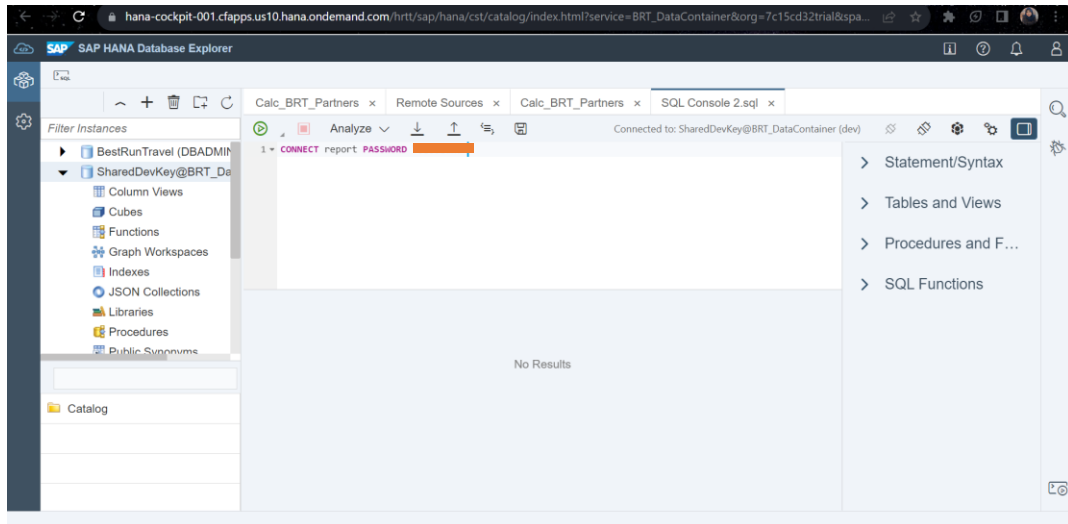 hana-cockpit-001.cfapps.us10.hana.ondemand.com/hrtt/sap/hana/cst/catalog/index.html?service=BRT_DataContainer&org=7c15cd32trial&spa...
SAP SAP HANA Database Explorer
Calc_BRT_Partners × Remote Sources × Calc_BRT_Partners × SQL Console 2.sql ×
Filter Instances
Analyze
Connected to: SharedDevKey@BRT_DataContainer (dev)
BestRunTravel (DBADMIN
SharedDevKey@BRT_Da
Column Views
Cubes
Functions
Graph Workspaces
Indexes
JSON Collections
Libraries
Procedures
Public Synonyms
Catalog
1 CONNECT report PASSWORD
No Results
Statement/Syntax
Tables and Views
Procedures and F...
SQL Functions